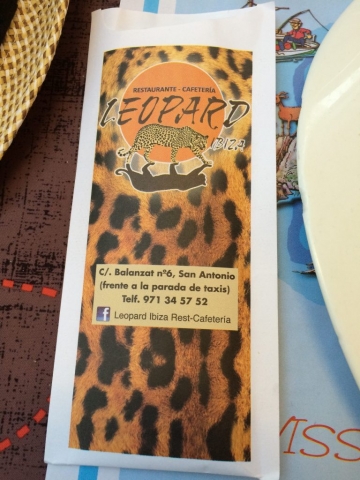 RESTAURANTE - CAFETERÍA
LEOPARD
IBIZA
C/. Balanzat nº6, San Antonio
(frente a la parada de taxis)
Telf. 971 34 57 52
f Leopard Ibiza Rest-Cafetería